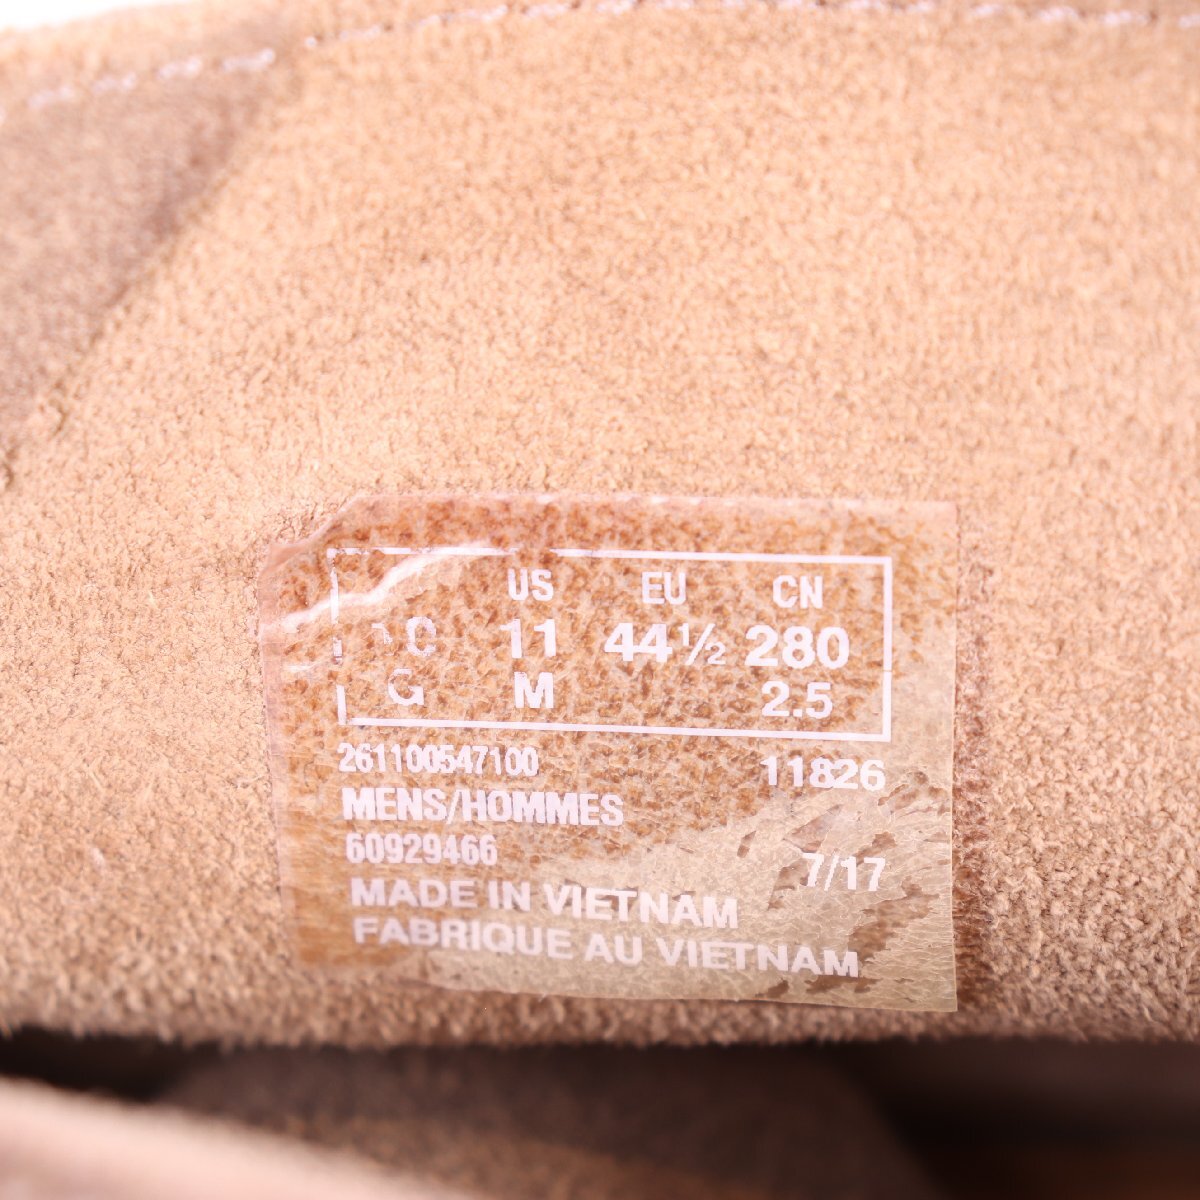 US EU CN
10 11 44½ 280
G M 2.5
261100547100 11826
MENS/HOMMES
60929466 7/17
MADE IN VIETNAM
FABRIQUE AU VIETNAM